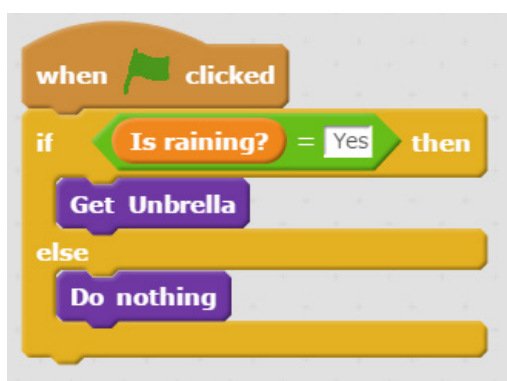 when clicked
if Is raining? = Yes then
Get Unbrella
else
Do nothing